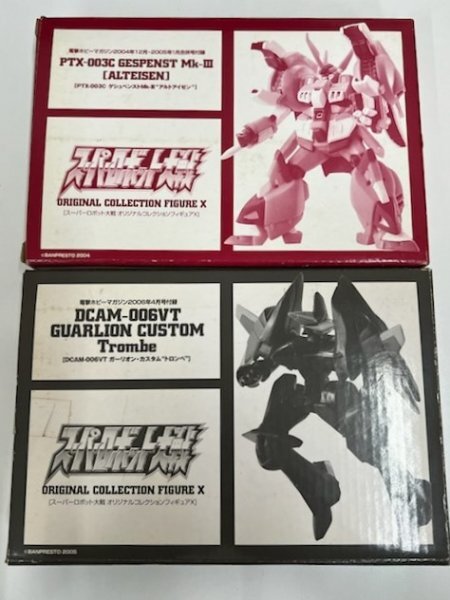 電撃ホビーマガジン2004年12月・2005年1月合併号付録
PTX-003C GESPENST Mk-III
[ALTEISEN]
[PTX-003C ゲシュペンストMk-III"アルトアイゼン"]
スーパーロボット大戦
ORIGINAL COLLECTION FIGURE X
[スーパーロボット大戦 オリジナルコレクションフィギュアX]
©BANPRESTO 2004
電撃ホビーマガジン2006年4月号付録
DCAM-006VT
GUARLION CUSTOM
Trombe
[DCAM-006VT ガーリオン・カスタム"トロンベ"]
スーパーロボット大戦
ORIGINAL COLLECTION FIGURE X
[スーパーロボット大戦 オリジナルコレクションフィギュアX]
©BANPRESTO 2005